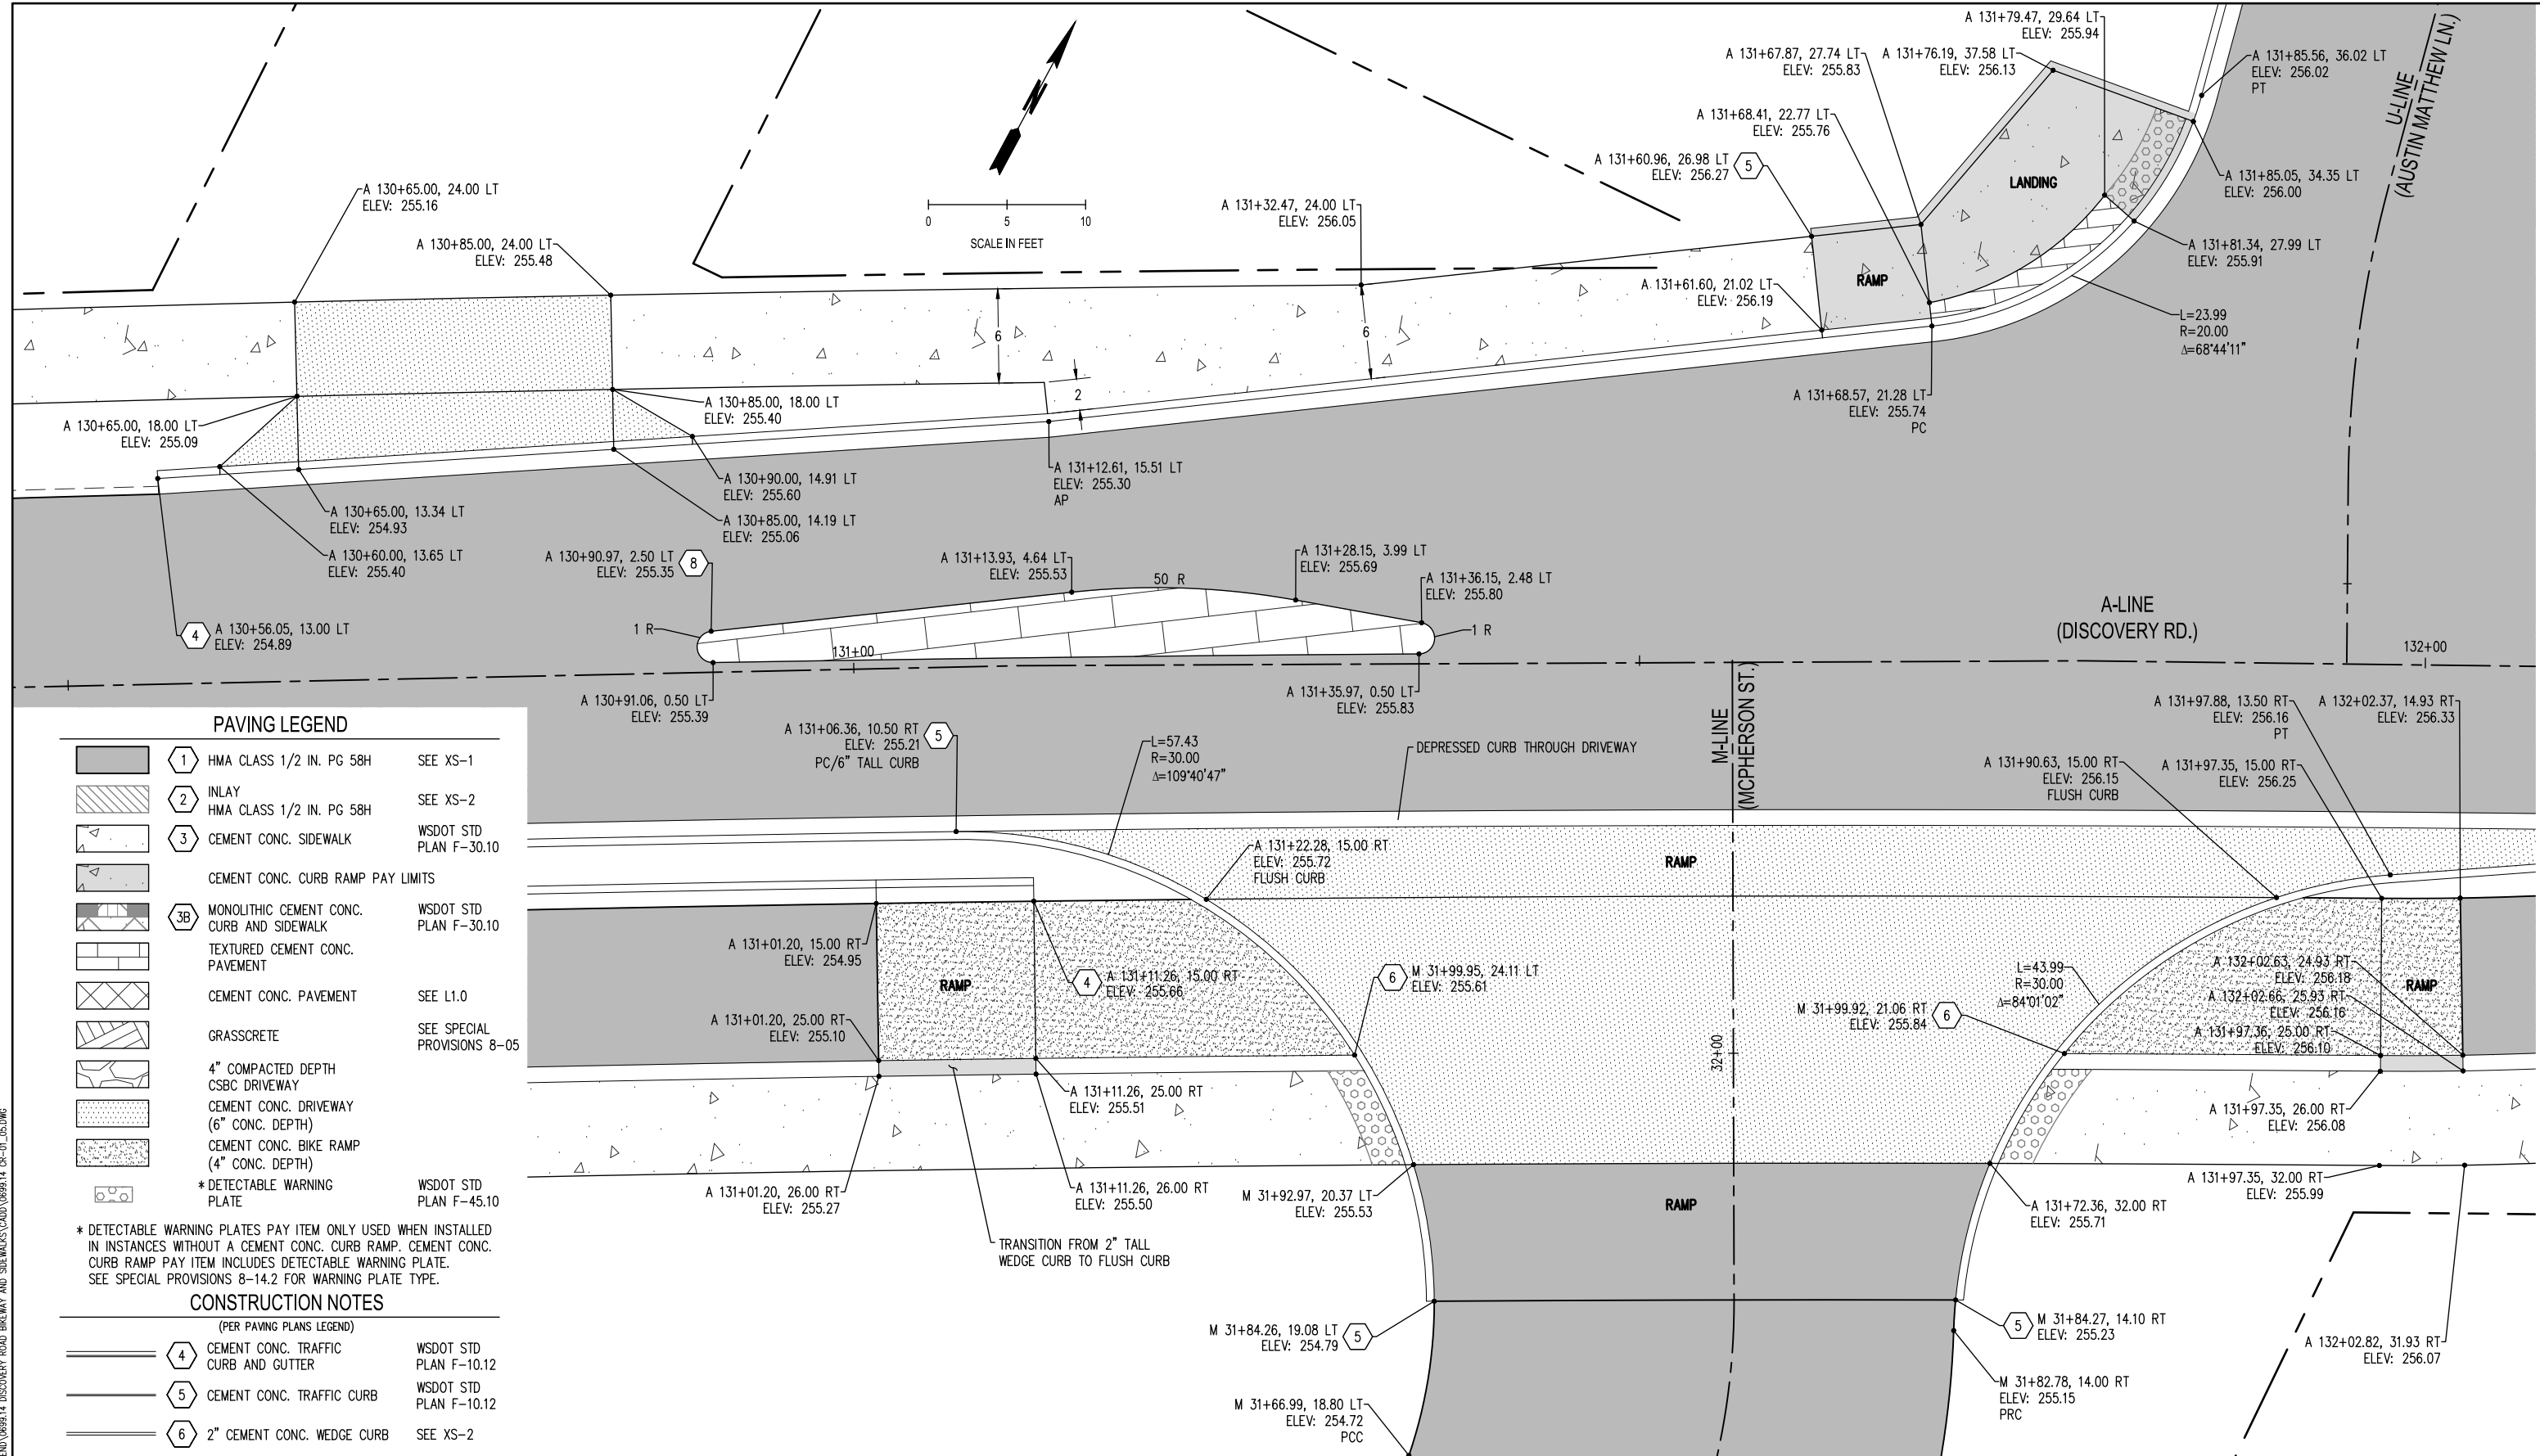 A 131+79.47, 29.64 LT
ELEV: 255.94
A 131+67.87, 27.74 LT
ELEV: 255.83
A 131+76.19, 37.58 LT
ELEV: 256.13
A 131+85.56, 36.02 LT
ELEV: 256.02
PT
U-LINE
(AUSTIN MATTHEW LN.)
A 131+68.41, 22.77 LT
ELEV: 255.76
A 131+60.96, 26.98 LT
ELEV: 256.27
5
LANDING
A 131+85.05, 34.35 LT
ELEV: 256.00
N
0 5 10
SCALE IN FEET
A 130+65.00, 24.00 LT
ELEV: 255.16
A 131+32.47, 24.00 LT
ELEV: 256.05
A 130+85.00, 24.00 LT
ELEV: 255.48
A 131+81.34, 27.99 LT
ELEV: 255.91
RAMP
A 131+61.60, 21.02 LT
ELEV: 256.19
L=23.99
R=20.00
Δ=68°44'11"
6
6
2
A 131+68.57, 21.28 LT
ELEV: 255.74
PC
A 130+65.00, 18.00 LT
ELEV: 255.09
A 130+85.00, 18.00 LT
ELEV: 255.40
A 131+12.61, 15.51 LT
ELEV: 255.30
AP
A 130+90.00, 14.91 LT
ELEV: 255.60
A 130+65.00, 13.34 LT
ELEV: 254.93
A 130+85.00, 14.19 LT
ELEV: 255.06
A 130+60.00, 13.65 LT
ELEV: 255.40
A 130+90.97, 2.50 LT
ELEV: 255.35
8
A 131+13.93, 4.64 LT
ELEV: 255.53
50 R
A 131+28.15, 3.99 LT
ELEV: 255.69
A 131+36.15, 2.48 LT
ELEV: 255.80
4
A 130+56.05, 13.00 LT
ELEV: 254.89
1 R
1 R
A-LINE
(DISCOVERY RD.)
131+00
132+00
A 130+91.06, 0.50 LT
ELEV: 255.39
A 131+35.97, 0.50 LT
ELEV: 255.83
M-LINE
(MCPHERSON ST.)
A 131+97.88, 13.50 RT
ELEV: 256.16
PT
A 132+02.37, 14.93 RT
ELEV: 256.33
A 131+06.36, 10.50 RT
ELEV: 255.21
PC/6" TALL CURB
5
L=57.43
R=30.00
Δ=109°40'47"
DEPRESSED CURB THROUGH DRIVEWAY
A 131+90.63, 15.00 RT
ELEV: 256.15
FLUSH CURB
A 131+97.35, 15.00 RT
ELEV: 256.25
A 131+22.28, 15.00 RT
ELEV: 255.72
FLUSH CURB
RAMP
A 131+01.20, 15.00 RT
ELEV: 254.95
RAMP
4
A 131+11.26, 15.00 RT
ELEV: 255.66
6
M 31+99.95, 24.11 LT
ELEV: 255.61
L=43.99
R=30.00
Δ=84°01'02"
A 132+02.63, 24.93 RT
ELEV: 256.18
A 132+02.66, 25.93 RT
ELEV: 256.16
RAMP
A 131+01.20, 25.00 RT
ELEV: 255.10
M 31+99.92, 21.06 RT
ELEV: 255.84
6
A 131+97.36, 25.00 RT
ELEV: 256.10
32+00
A 131+11.26, 25.00 RT
ELEV: 255.51
A 131+97.35, 26.00 RT
ELEV: 256.08
A 131+01.20, 26.00 RT
ELEV: 255.27
A 131+11.26, 26.00 RT
ELEV: 255.50
M 31+92.97, 20.37 LT
ELEV: 255.53
RAMP
A 131+97.35, 32.00 RT
ELEV: 255.99
A 131+72.36, 32.00 RT
ELEV: 255.71
TRANSITION FROM 2" TALL
WEDGE CURB TO FLUSH CURB
M 31+84.26, 19.08 LT
ELEV: 254.79
5
5
M 31+84.27, 14.10 RT
ELEV: 255.23
A 132+02.82, 31.93 RT
ELEV: 256.07
M 31+66.99, 18.80 LT
ELEV: 254.72
PCC
M 31+82.78, 14.00 RT
ELEV: 255.15
PRC
PAVING LEGEND
1 HMA CLASS 1/2 IN. PG 58H SEE XS-1
2 INLAY
HMA CLASS 1/2 IN. PG 58H SEE XS-2
3 CEMENT CONC. SIDEWALK WSDOT STD
PLAN F-30.10
CEMENT CONC. CURB RAMP PAY LIMITS
3B MONOLITHIC CEMENT CONC. WSDOT STD
CURB AND SIDEWALK PLAN F-30.10
TEXTURED CEMENT CONC.
PAVEMENT
CEMENT CONC. PAVEMENT SEE L1.0
GRASSCRETE SEE SPECIAL
PROVISIONS 8-05
4" COMPACTED DEPTH
CSBC DRIVEWAY
CEMENT CONC. DRIVEWAY
(6" CONC. DEPTH)
CEMENT CONC. BIKE RAMP
(4" CONC. DEPTH)
* DETECTABLE WARNING WSDOT STD
PLATE PLAN F-45.10
* DETECTABLE WARNING PLATES PAY ITEM ONLY USED WHEN INSTALLED
IN INSTANCES WITHOUT A CEMENT CONC. CURB RAMP. CEMENT CONC.
CURB RAMP PAY ITEM INCLUDES DETECTABLE WARNING PLATE.
SEE SPECIAL PROVISIONS 8-14.2 FOR WARNING PLATE TYPE.
CONSTRUCTION NOTES
(PER PAVING PLANS LEGEND)
4 CEMENT CONC. TRAFFIC WSDOT STD
CURB AND GUTTER PLAN F-10.12
5 CEMENT CONC. TRAFFIC CURB WSDOT STD
PLAN F-10.12
6 2" CEMENT CONC. WEDGE CURB SEE XS-2
DISCOVERY ROAD BIKEWAY AND SIDEWALKS\CADD\0699.14 CR-01_05.DWG